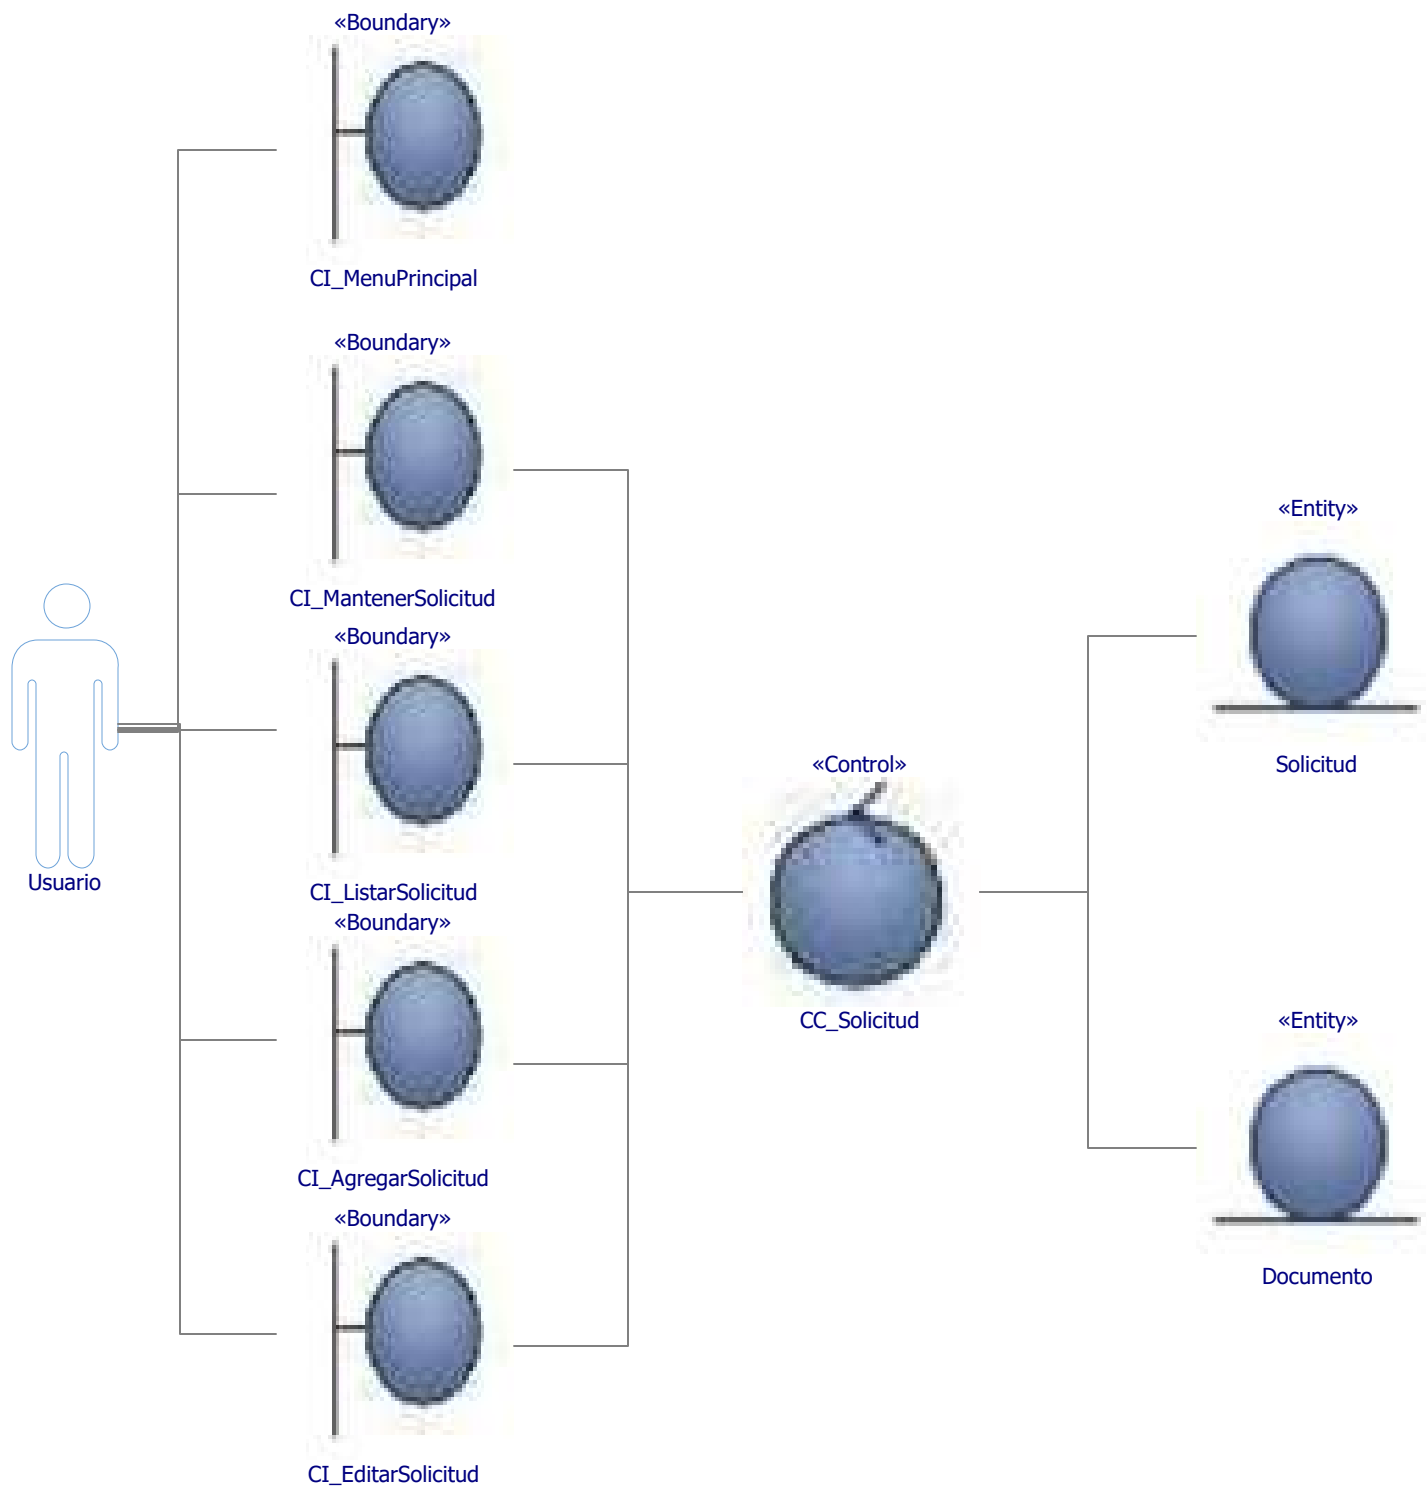 «Boundary»
CI_MenuPrincipal
«Boundary»
CI_MantenerSolicitud
«Boundary»
CI_ListarSolicitud
«Boundary»
CI_AgregarSolicitud
«Boundary»
CI_EditarSolicitud
Usuario
«Control»
CC_Solicitud
«Entity»
Solicitud
«Entity»
Documento